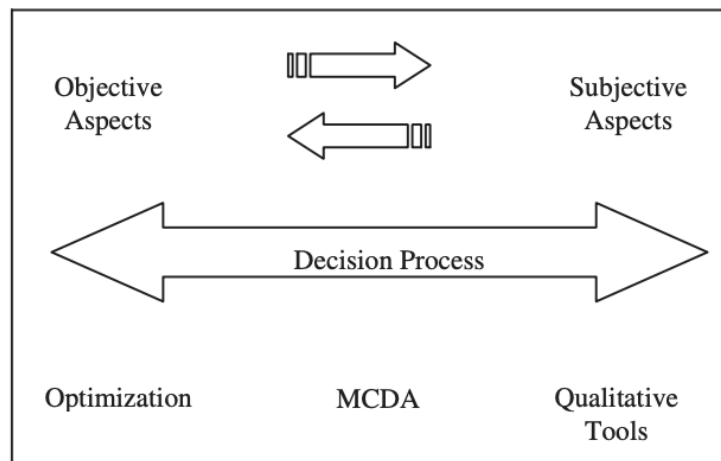 Objective
Aspects
Subjective
Aspects
Decision Process
Optimization
MCDA
Qualitative
Tools